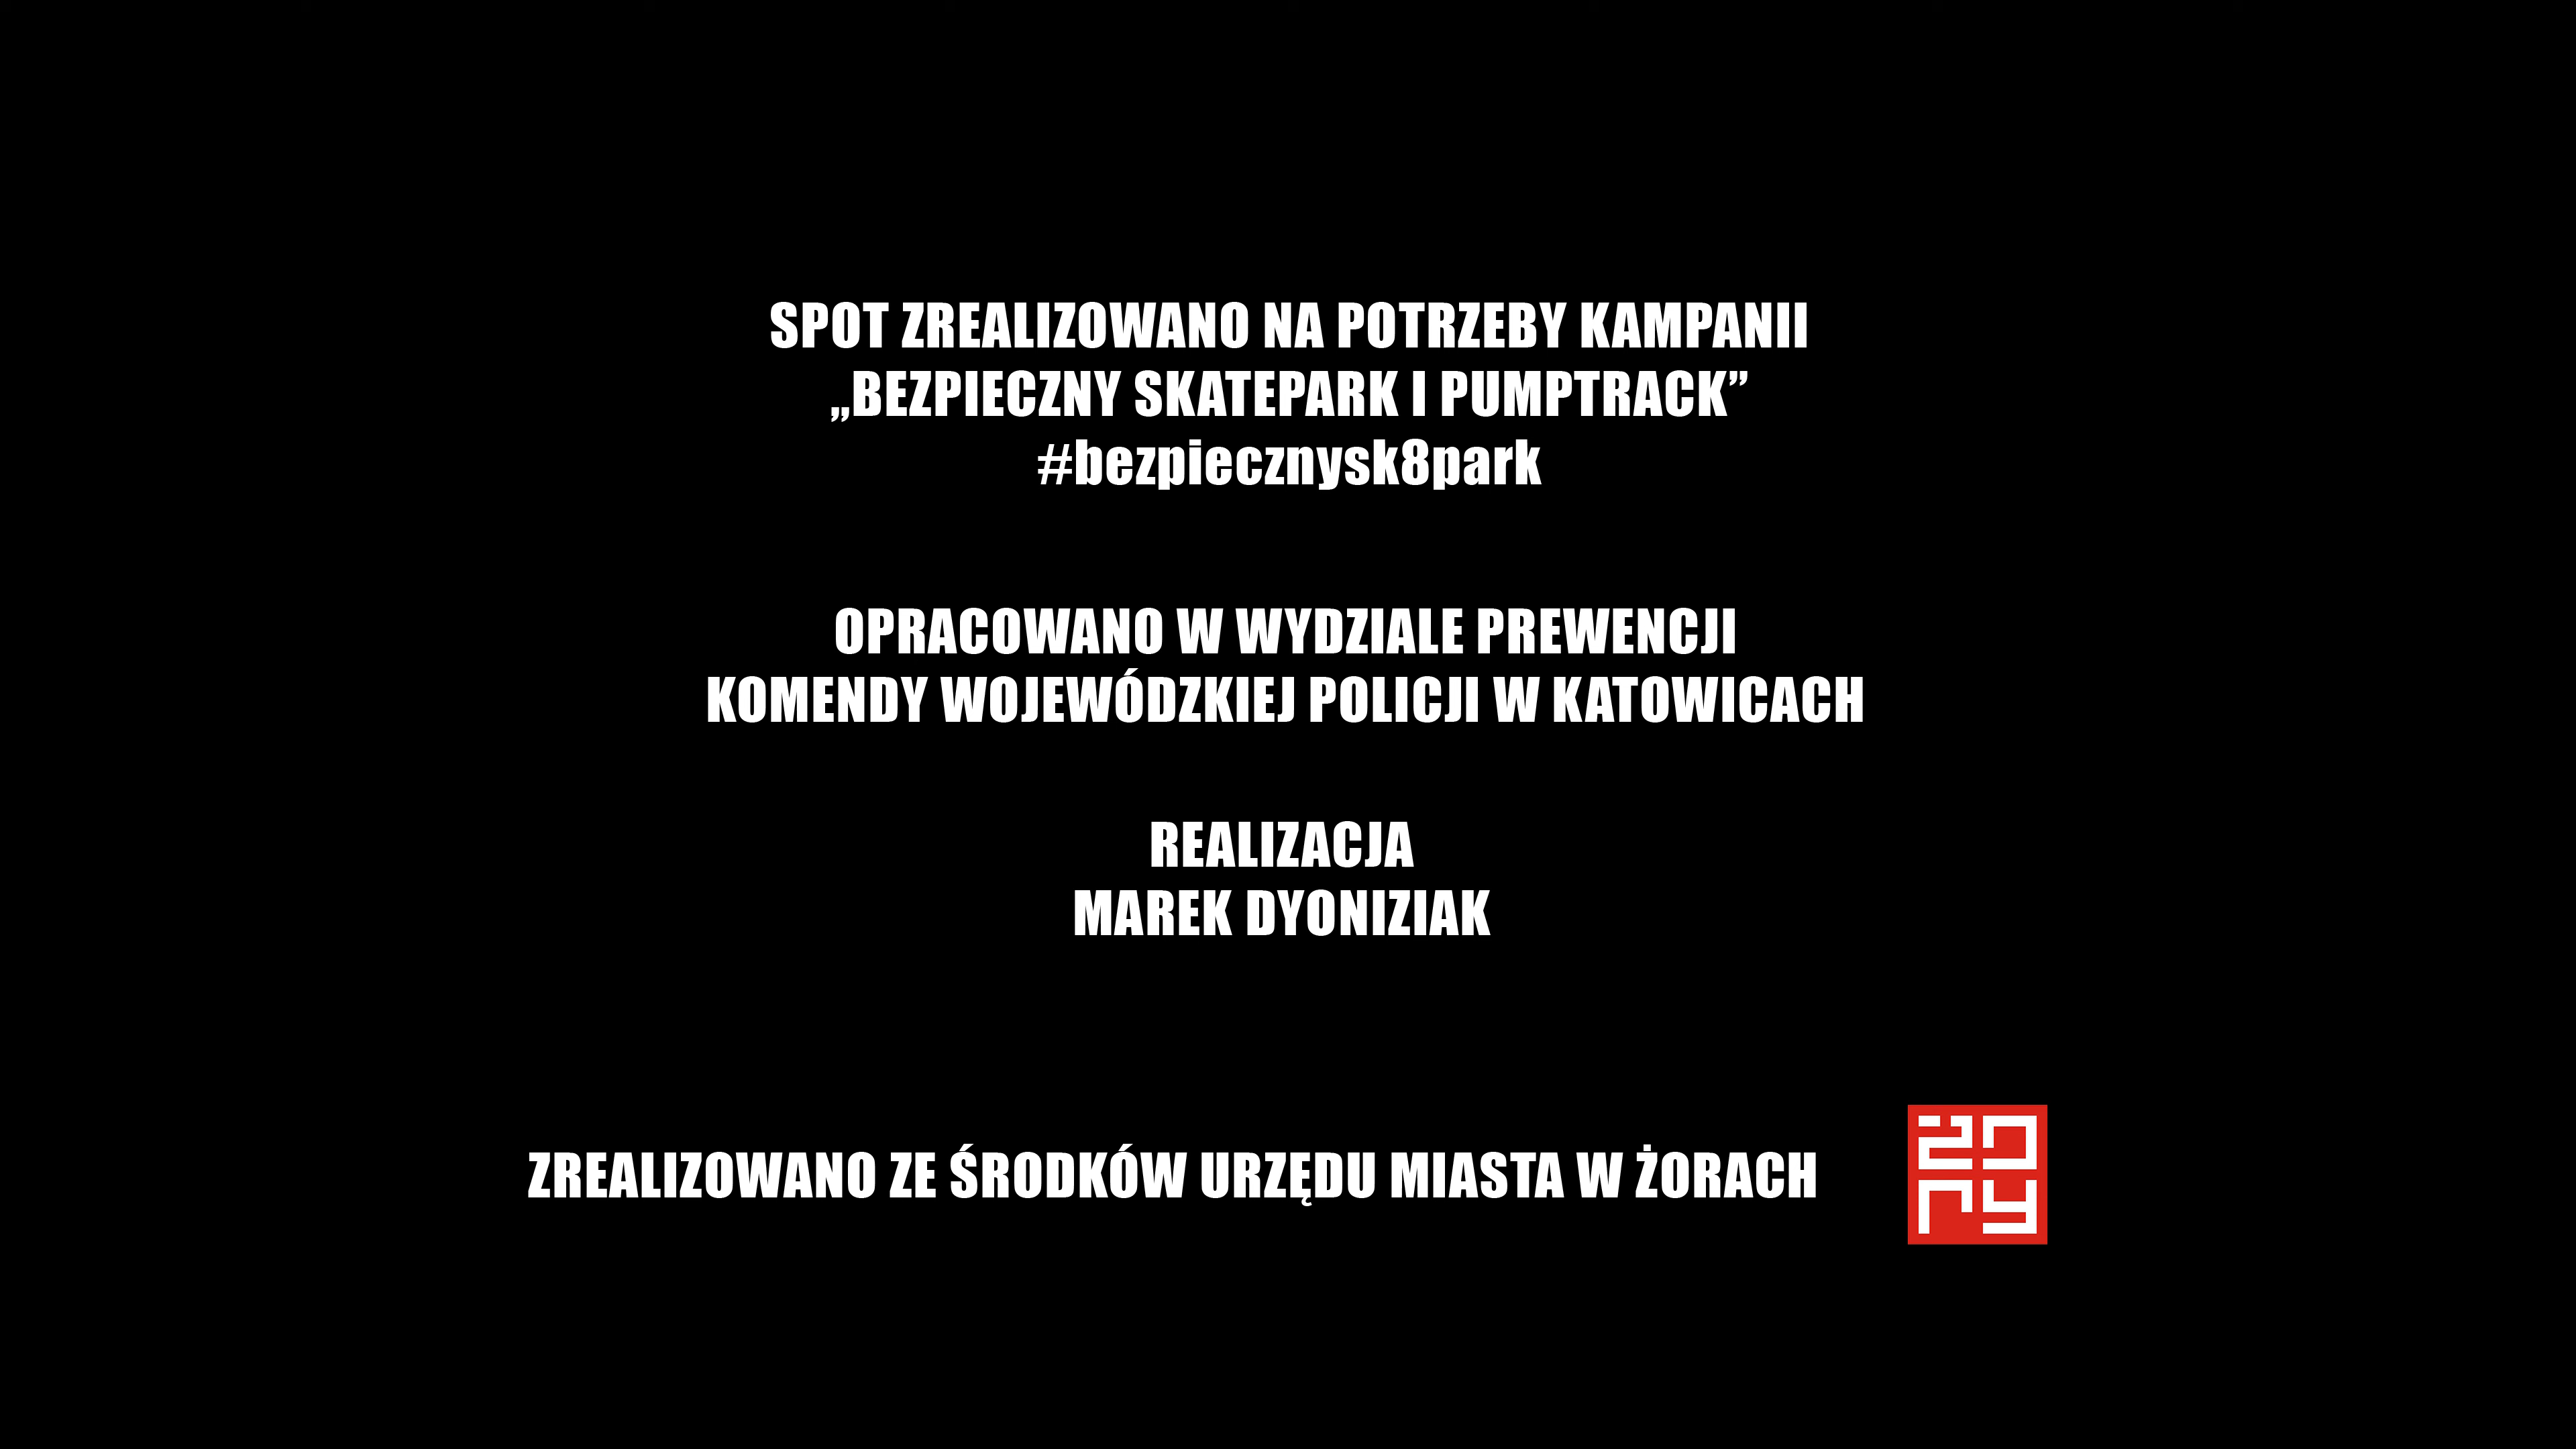 SPOT ZREALIZOWANO NA POTRZEBY KAMPANII
„BEZPIECZNY SKATEPARK I PUMPTRACK”
#bezpiecznysk8park
OPRACOWANO W WYDZIALE PREWENCJI
KOMENDY WOJEWÓDZKIEJ POLICJI W KATOWICACH
REALIZACJA
MAREK DYONIZIAK
ZREALIZOWANO ZE ŚRODKÓW URZĘDU MIASTA W ŻORACH
żory